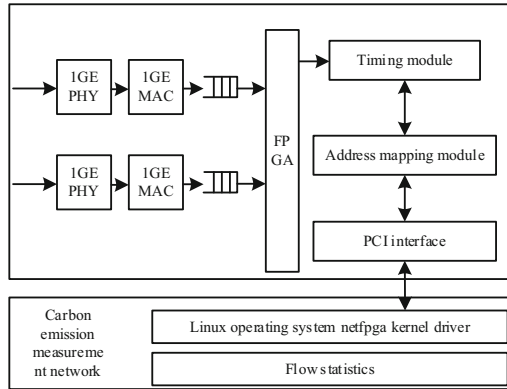 1GE
PHY
1GE
MAC
1GE
PHY
1GE
MAC
FP
GA
Timing module
Address mapping module
PCI interface
Carbon
emission
measureme
nt network
Linux operating system netfpga kernel driver
Flow statistics